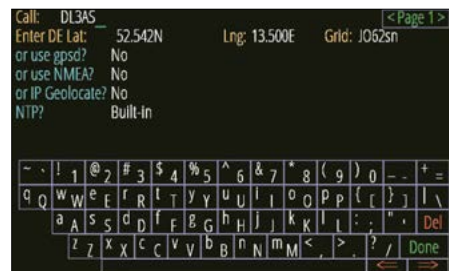 Call: DL3AS_ <Page 1>
Enter DE Lat: 52.542N Lng: 13.500E Grid: JO62sn
or use gpsd? No
or use NMEA? No
or IP Geolocate? No
NTP? Built-in
~ ` ! 1 @ 2 # 3 $ 4 % 5 ^ 6 & 7 * 8 ( 9 ) 0 _ - + =
q Q w W e E r R t T y Y u U i I o O p P { [ } ] | \
a A s S d D f F g G h H j J k K l L : ; " ' Del
z Z x X c C v V b B n N m M < , > . ? / Done
⇐ ⇒